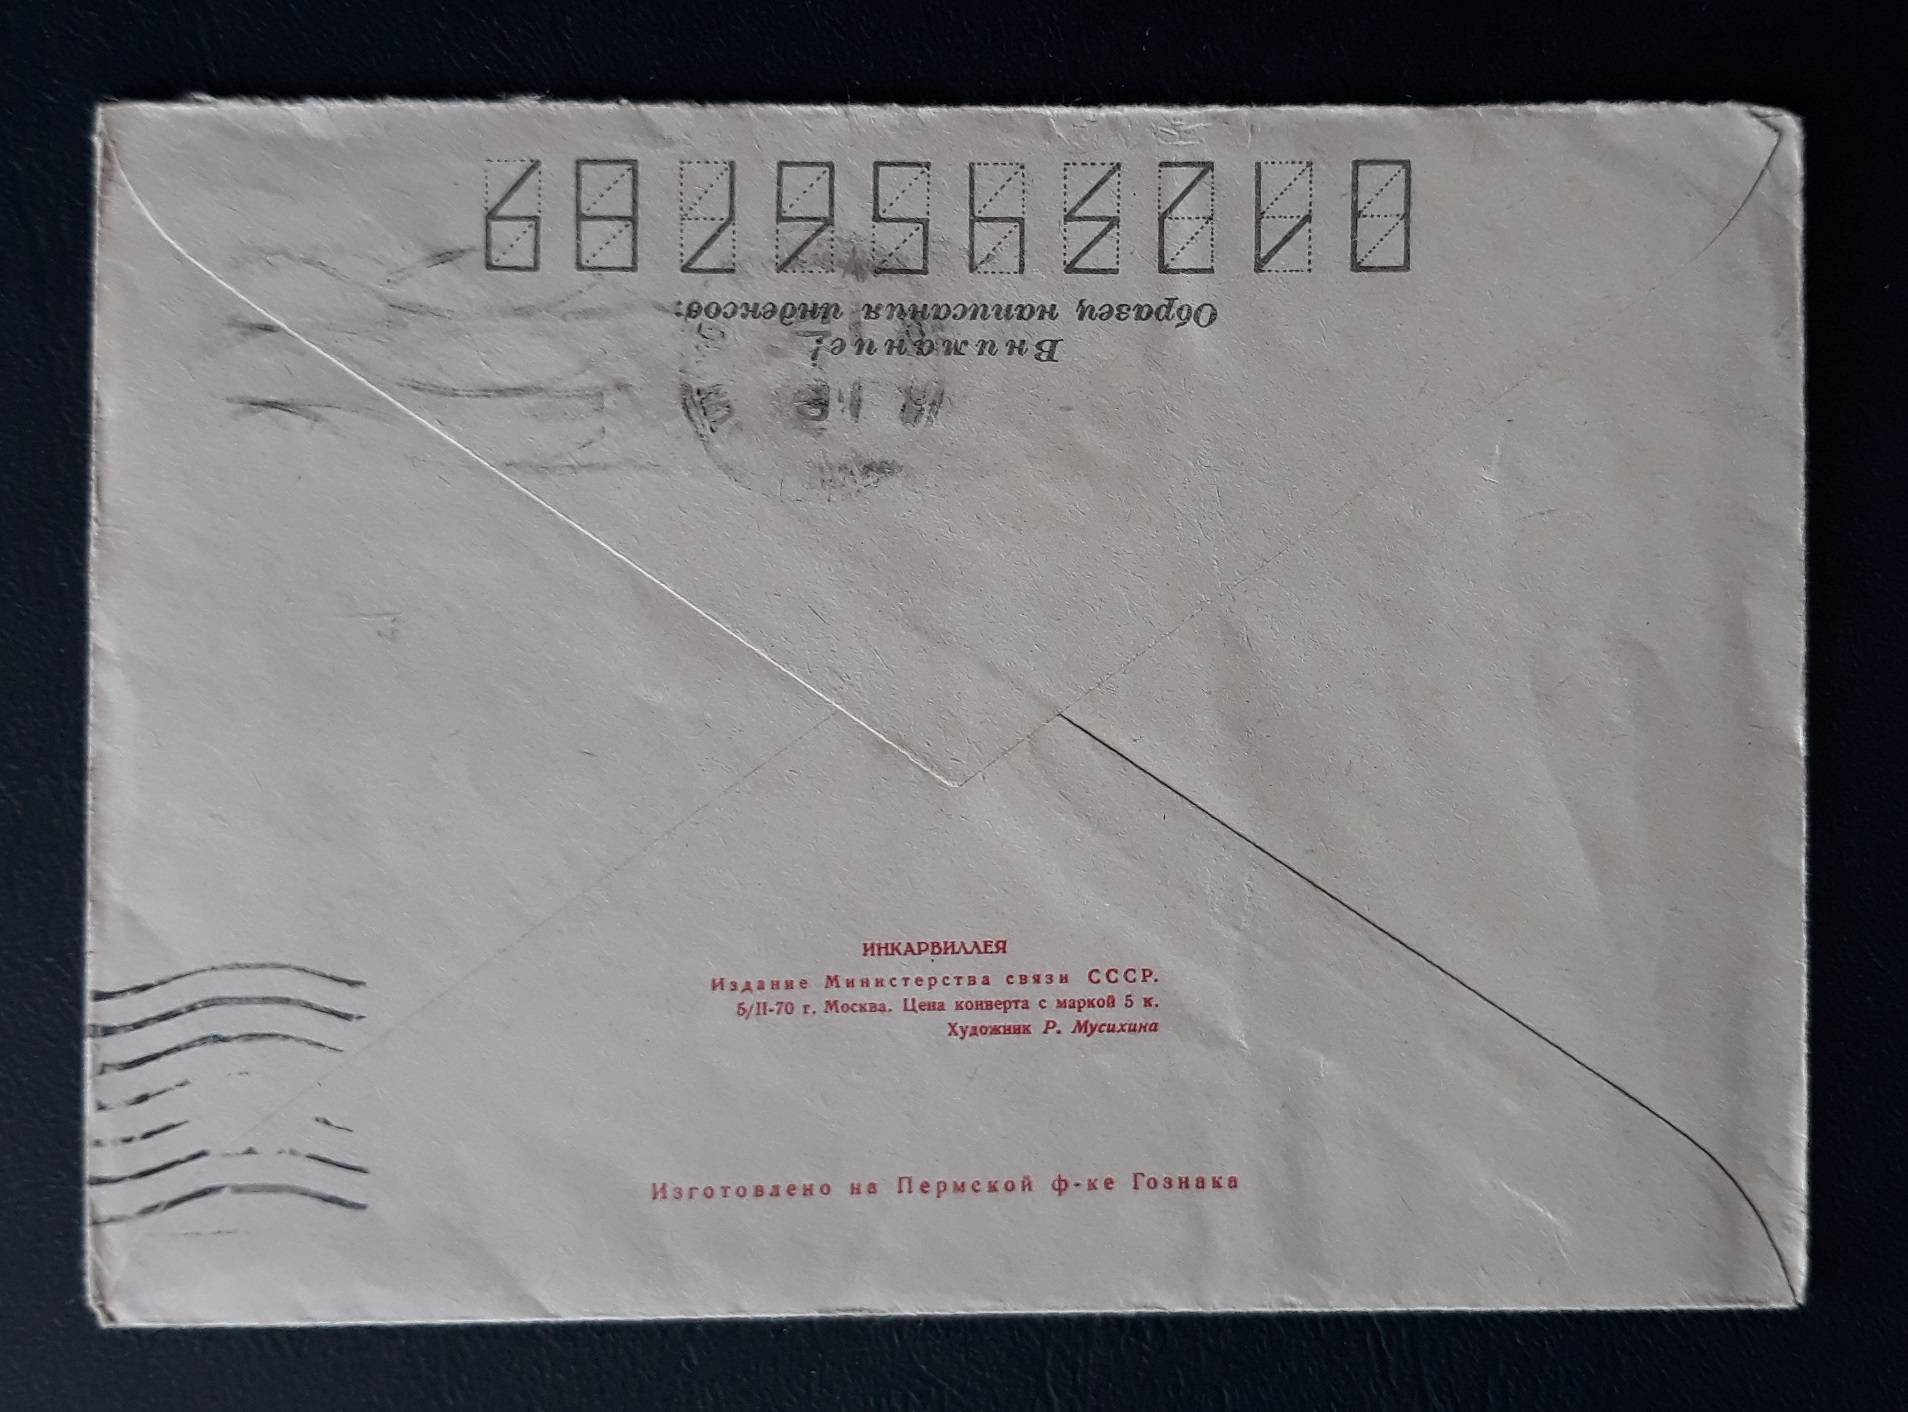 Внимание!
Образец написания индексов:
0123456789
ИНКАРВИЛЛЕЯ
Издание Министерства связи СССР.
5/II-70 г. Москва. Цена конверта с маркой 5 к.
Художник Р. Мусихина
Изготовлено на Пермской ф-ке Гознака